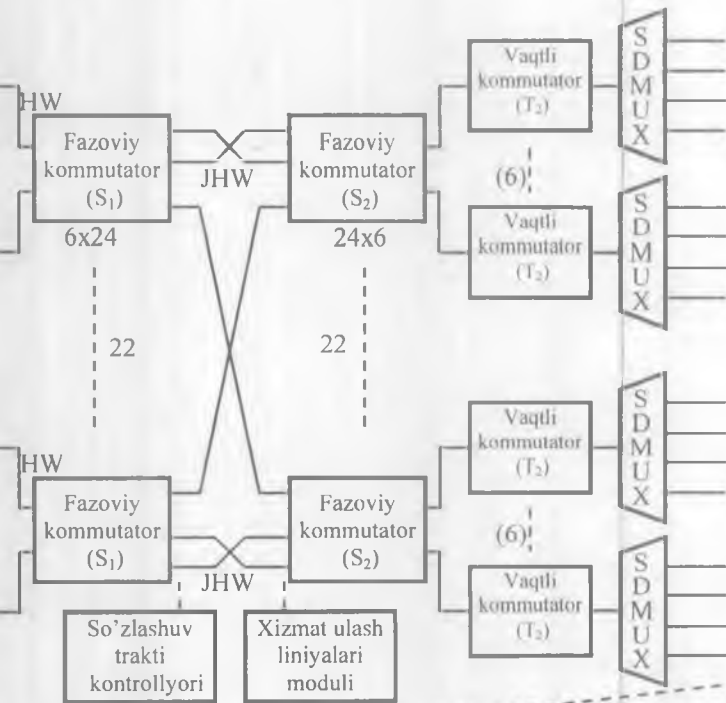 HW
Fazoviy
kommutator
(S₁)
6x24
JHW
Fazoviy
kommutator
(S₂)
24x6
Vaqtli
kommutator
(T₂)
S
D
M
U
X
(6)
Vaqtli
kommutator
(T₂)
S
D
M
U
X
22
22
HW
Fazoviy
kommutator
(S₁)
JHW
Fazoviy
kommutator
(S₂)
Vaqtli
kommutator
(T₂)
S
D
M
U
X
(6)
Vaqtli
kommutator
(T₂)
S
D
M
U
X
So’zlashuv
trakti
kontrollyori
Xizmat ulash
liniyalari
moduli